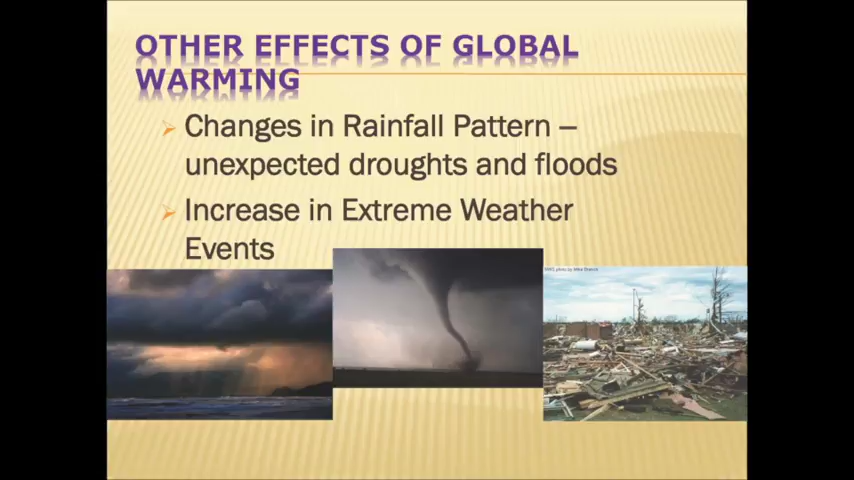 OTHER EFFECTS OF GLOBAL
WARMING
Changes in Rainfall Pattern –
unexpected droughts and floods
Increase in Extreme Weather
Events